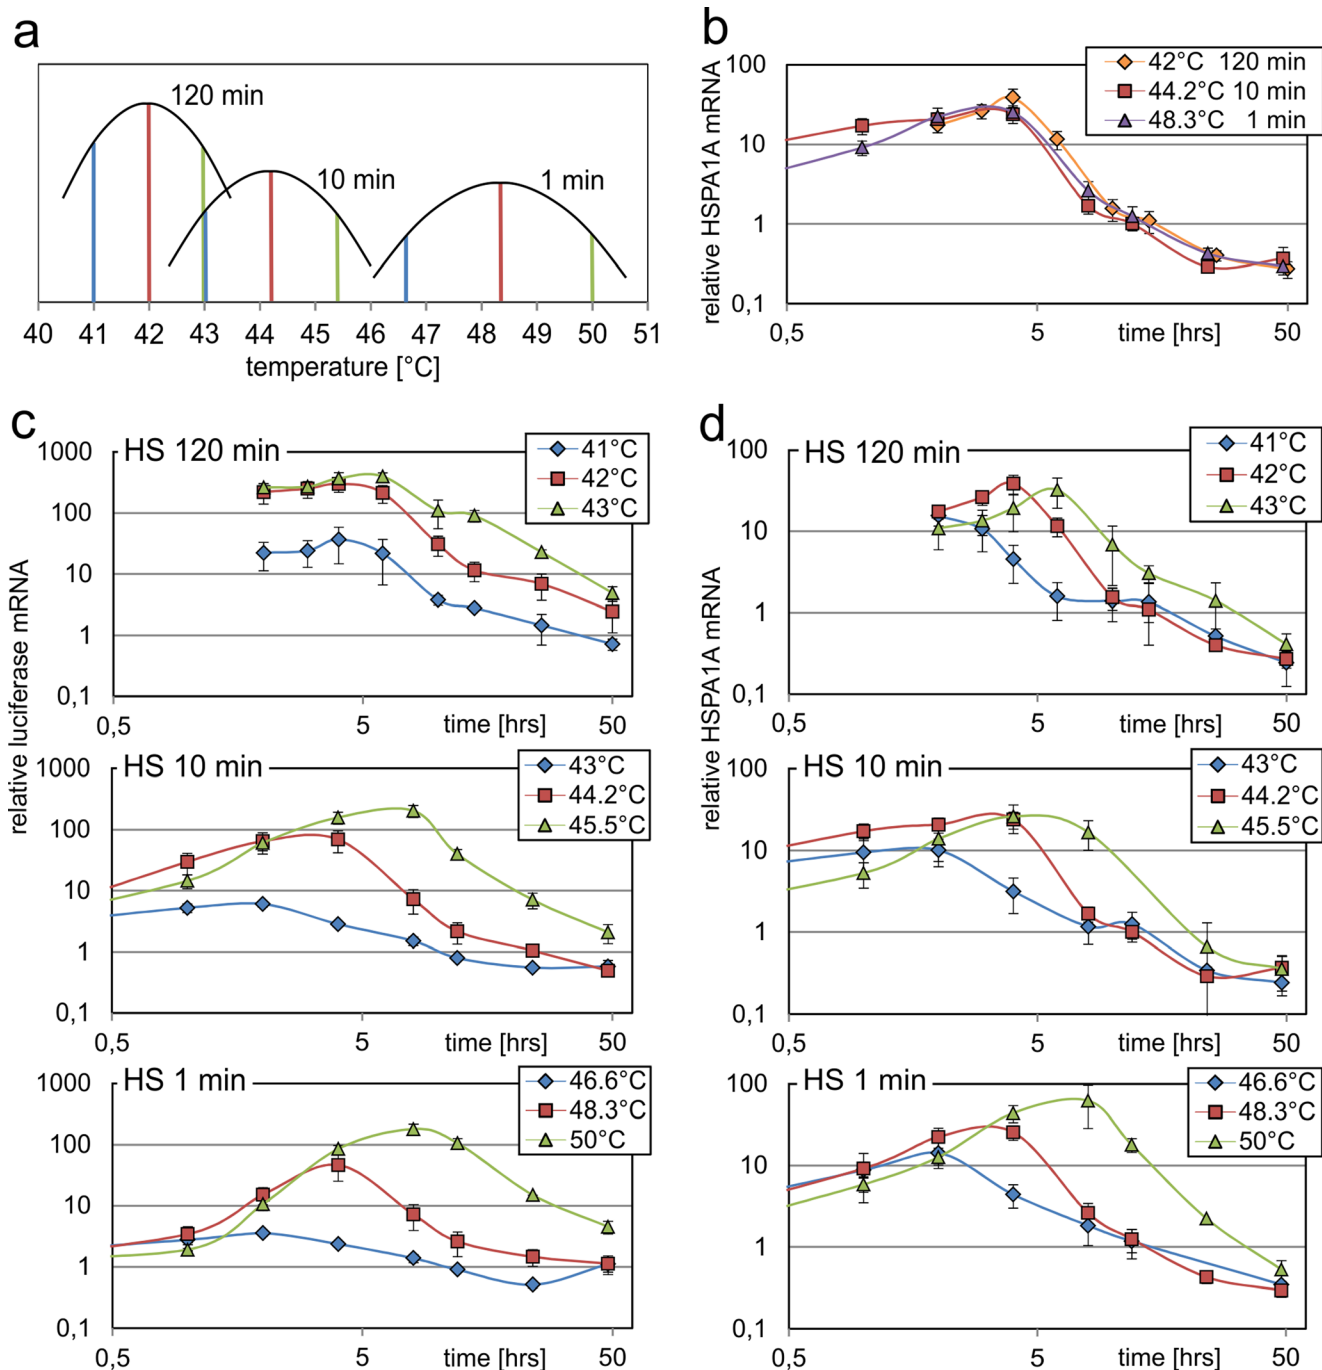 a
120 min
10 min
1 min
40 41 42 43 44 45 46 47 48 49 50 51
temperature [°C]
b
relative HSPA1A mRNA
100
10
1
0,1
42°C 120 min
44.2°C 10 min
48.3°C 1 min
0,5 5 time [hrs] 50
c
relative luciferase mRNA
HS 120 min
41°C
42°C
43°C
1000
100
10
1
0,1
0,5 5 time [hrs] 50
HS 10 min
43°C
44.2°C
45.5°C
1000
100
10
1
0,1
0,5 5 time [hrs] 50
HS 1 min
46.6°C
48.3°C
50°C
1000
100
10
1
0,1
0,5 5 time [hrs] 50
d
relative HSPA1A mRNA
HS 120 min
41°C
42°C
43°C
100
10
1
0,1
0,5 5 time [hrs] 50
HS 10 min
43°C
44.2°C
45.5°C
100
10
1
0,1
0,5 5 time [hrs] 50
HS 1 min
46.6°C
48.3°C
50°C
100
10
1
0,1
0,5 5 time [hrs] 50